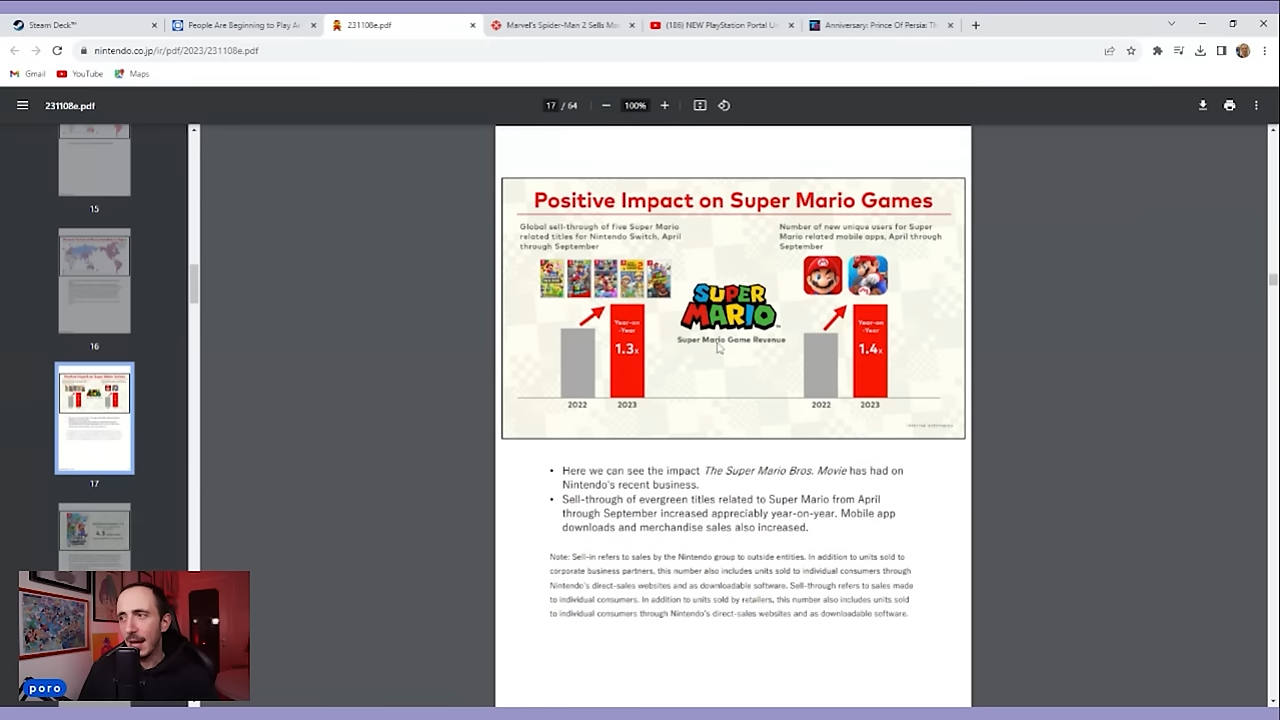 Steam Deck™
People Are Beginning to Play Ar
231108e.pdf
Marvel's Spider-Man 2 Sells Mo
(186) NEW PlayStation Portal U
Anniversary: Prince Of Persia: Th
nintendo.co.jp/ir/pdf/2023/231108e.pdf
Gmail
YouTube
Maps
231108e.pdf
17 / 64
100%
15
16
17
Positive Impact on Super Mario Games
Global sell-through of five Super Mario
related titles for Nintendo Switch, April
through September
Number of new unique users for Super
Mario related mobile apps, April through
September
SUPER
MARIO
Super Mario Game Revenue
Year-on
-Year
1.3x
2022
2023
Year-on
-Year
1.4x
2022
2023
• Here we can see the impact The Super Mario Bros. Movie has had on
Nintendo's recent business.
• Sell-through of evergreen titles related to Super Mario from April
through September increased appreciably year-on-year. Mobile app
downloads and merchandise sales also increased.
Note: Sell-in refers to sales by the Nintendo group to outside entities. In addition to units sold to
corporate business partners, this number also includes units sold to individual consumers through
Nintendo's direct-sales websites and as downloadable software. Sell-through refers to sales made
to individual consumers. In addition to units sold by retailers, this number also includes units sold
to individual consumers through Nintendo's direct-sales websites and as downloadable software.
poro